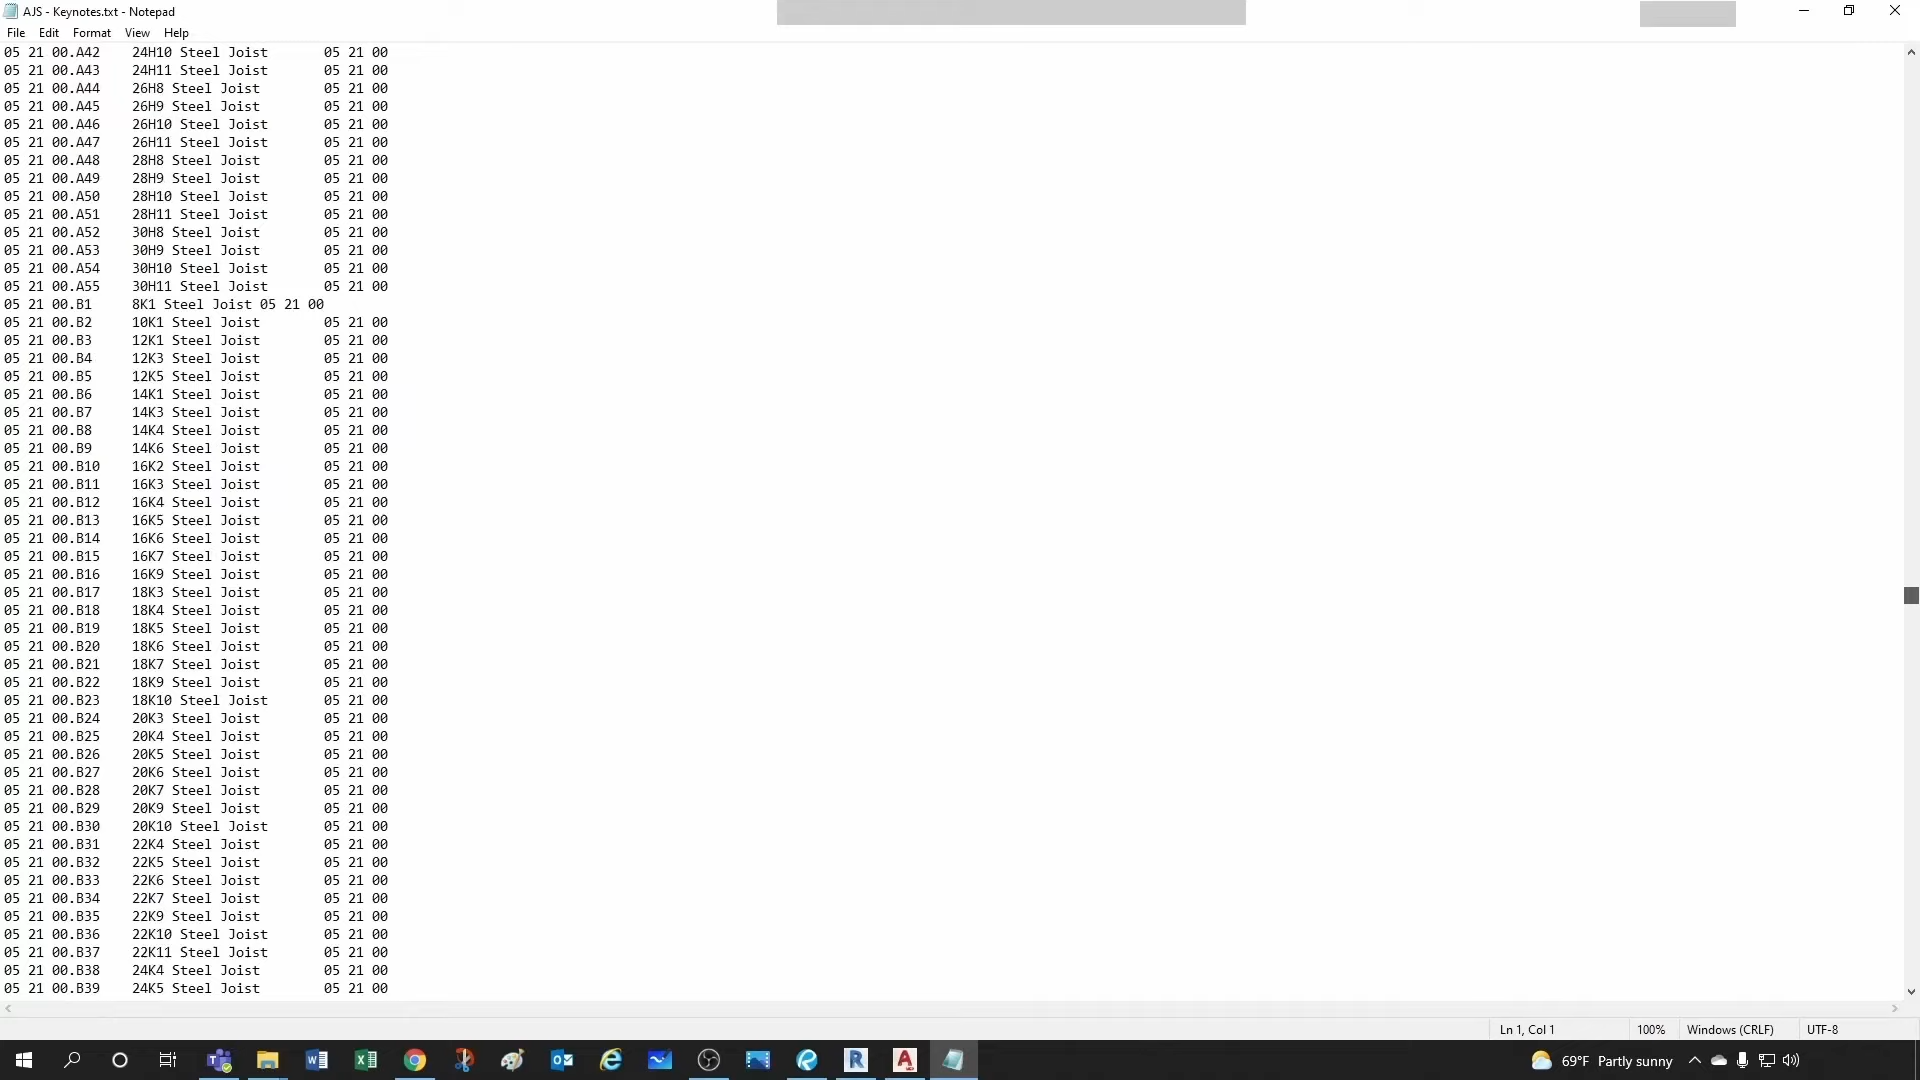 AJS - Keynotes.txt - Notepad
File Edit Format View Help
05 21 00.A42 24H10 Steel Joist 05 21 00
05 21 00.A43 24H11 Steel Joist 05 21 00
05 21 00.A44 26H8 Steel Joist 05 21 00
05 21 00.A45 26H9 Steel Joist 05 21 00
05 21 00.A46 26H10 Steel Joist 05 21 00
05 21 00.A47 26H11 Steel Joist 05 21 00
05 21 00.A48 28H8 Steel Joist 05 21 00
05 21 00.A49 28H9 Steel Joist 05 21 00
05 21 00.A50 28H10 Steel Joist 05 21 00
05 21 00.A51 28H11 Steel Joist 05 21 00
05 21 00.A52 30H8 Steel Joist 05 21 00
05 21 00.A53 30H9 Steel Joist 05 21 00
05 21 00.A54 30H10 Steel Joist 05 21 00
05 21 00.A55 30H11 Steel Joist 05 21 00
05 21 00.B1 8K1 Steel Joist 05 21 00
05 21 00.B2 10K1 Steel Joist 05 21 00
05 21 00.B3 12K1 Steel Joist 05 21 00
05 21 00.B4 12K3 Steel Joist 05 21 00
05 21 00.B5 12K5 Steel Joist 05 21 00
05 21 00.B6 14K1 Steel Joist 05 21 00
05 21 00.B7 14K3 Steel Joist 05 21 00
05 21 00.B8 14K4 Steel Joist 05 21 00
05 21 00.B9 14K6 Steel Joist 05 21 00
05 21 00.B10 16K2 Steel Joist 05 21 00
05 21 00.B11 16K3 Steel Joist 05 21 00
05 21 00.B12 16K4 Steel Joist 05 21 00
05 21 00.B13 16K5 Steel Joist 05 21 00
05 21 00.B14 16K6 Steel Joist 05 21 00
05 21 00.B15 16K7 Steel Joist 05 21 00
05 21 00.B16 16K9 Steel Joist 05 21 00
05 21 00.B17 18K3 Steel Joist 05 21 00
05 21 00.B18 18K4 Steel Joist 05 21 00
05 21 00.B19 18K5 Steel Joist 05 21 00
05 21 00.B20 18K6 Steel Joist 05 21 00
05 21 00.B21 18K7 Steel Joist 05 21 00
05 21 00.B22 18K9 Steel Joist 05 21 00
05 21 00.B23 18K10 Steel Joist 05 21 00
05 21 00.B24 20K3 Steel Joist 05 21 00
05 21 00.B25 20K4 Steel Joist 05 21 00
05 21 00.B26 20K5 Steel Joist 05 21 00
05 21 00.B27 20K6 Steel Joist 05 21 00
05 21 00.B28 20K7 Steel Joist 05 21 00
05 21 00.B29 20K9 Steel Joist 05 21 00
05 21 00.B30 20K10 Steel Joist 05 21 00
05 21 00.B31 22K4 Steel Joist 05 21 00
05 21 00.B32 22K5 Steel Joist 05 21 00
05 21 00.B33 22K6 Steel Joist 05 21 00
05 21 00.B34 22K7 Steel Joist 05 21 00
05 21 00.B35 22K9 Steel Joist 05 21 00
05 21 00.B36 22K10 Steel Joist 05 21 00
05 21 00.B37 22K11 Steel Joist 05 21 00
05 21 00.B38 24K4 Steel Joist 05 21 00
05 21 00.B39 24K5 Steel Joist 05 21 00
Ln 1, Col 1 100% Windows (CRLF) UTF-8
69°F Partly sunny